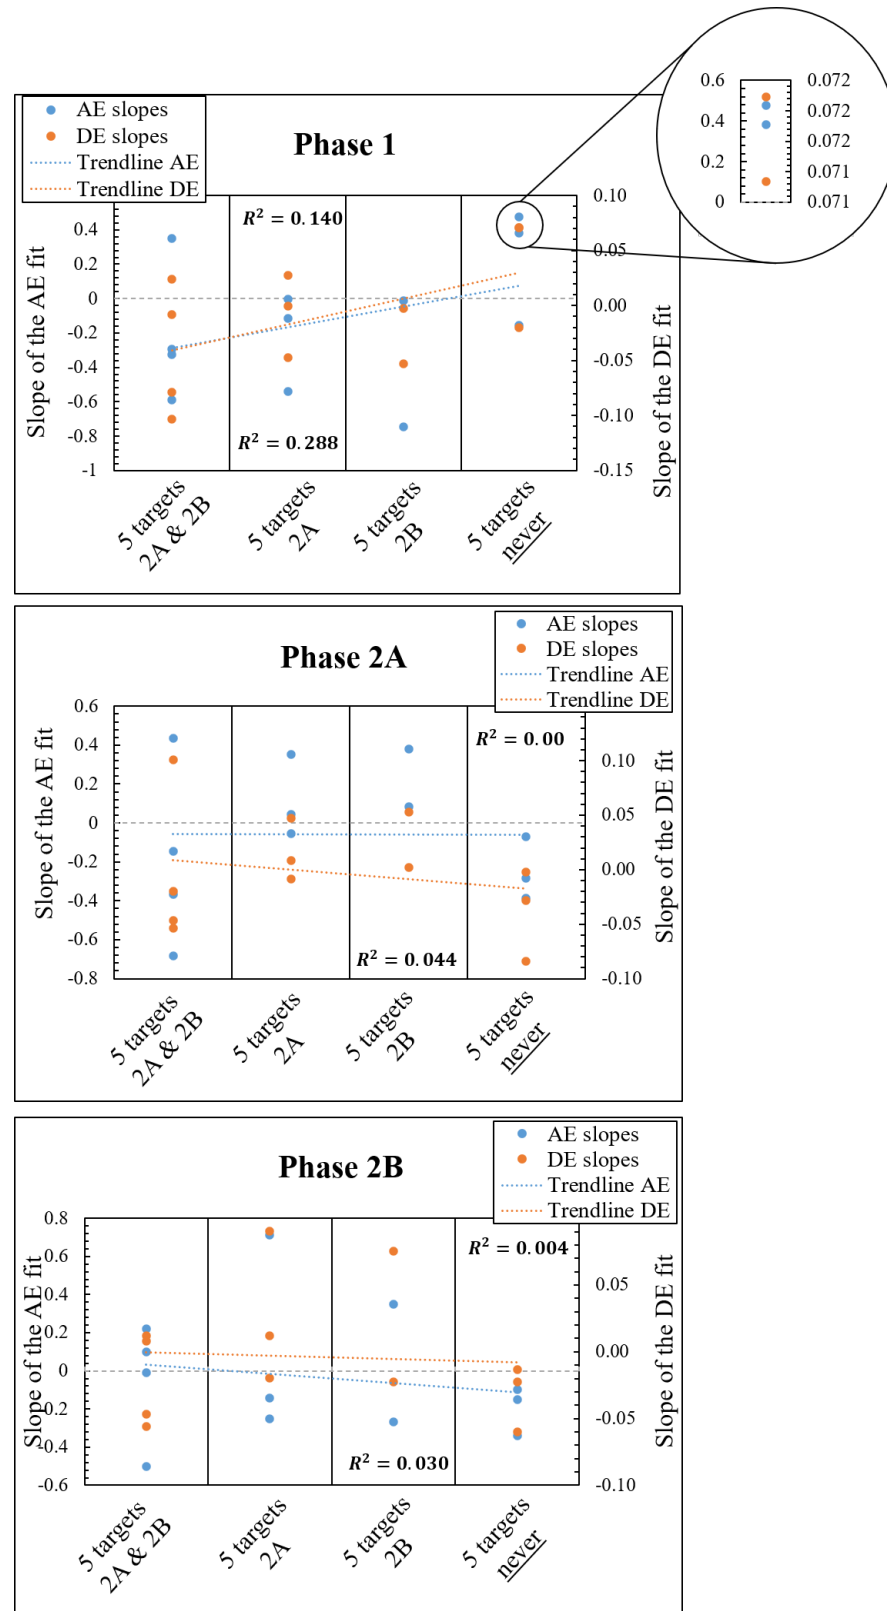 AE slopes
DE slopes
Trendline AE
Trendline DE
Phase 1
0.6
0.4
0.2
0
0.072
0.072
0.072
0.071
0.071
Slope of the AE fit
0.4
0.2
0
-0.2
-0.4
-0.6
-0.8
-1
R² = 0.140
R² = 0.288
0.10
0.05
0.00
-0.05
-0.10
-0.15
Slope of the DE fit
5 targets
2A & 2B
5 targets
2A
5 targets
2B
5 targets
never
Phase 2A
AE slopes
DE slopes
Trendline AE
Trendline DE
Slope of the AE fit
0.6
0.4
0.2
0
-0.2
-0.4
-0.6
-0.8
R² = 0.00
R² = 0.044
0.10
0.05
0.00
-0.05
-0.10
Slope of the DE fit
5 targets
2A & 2B
5 targets
2A
5 targets
2B
5 targets
never
Phase 2B
AE slopes
DE slopes
Trendline AE
Trendline DE
Slope of the AE fit
0.8
0.6
0.4
0.2
0
-0.2
-0.4
-0.6
R² = 0.004
R² = 0.030
0.05
0.00
-0.05
-0.10
Slope of the DE fit
5 targets
2A & 2B
5 targets
2A
5 targets
2B
5 targets
never